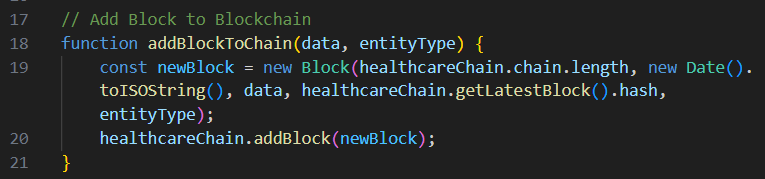 17 // Add Block to Blockchain
18 function addBlockToChain(data, entityType) {
19 const newBlock = new Block(healthcareChain.chain.length, new Date().
toISOString(), data, healthcareChain.getLatestBlock().hash,
entityType);
20 healthcareChain.addBlock(newBlock);
21 }